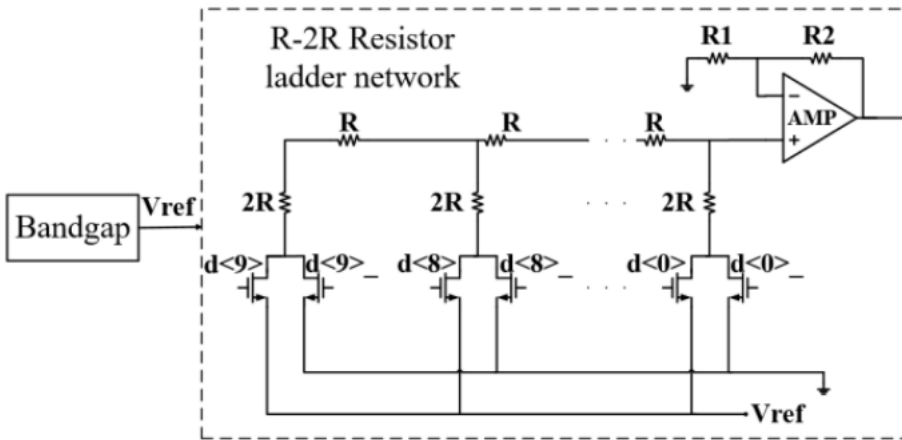 R-2R Resistor
ladder network
R1
R2
AMP
-
+
R
R
· · ·
R
Bandgap
Vref
2R
2R
· · ·
2R
d<9>
d<9>_
d<8>
d<8>_
· · ·
d<0>
d<0>_
Vref